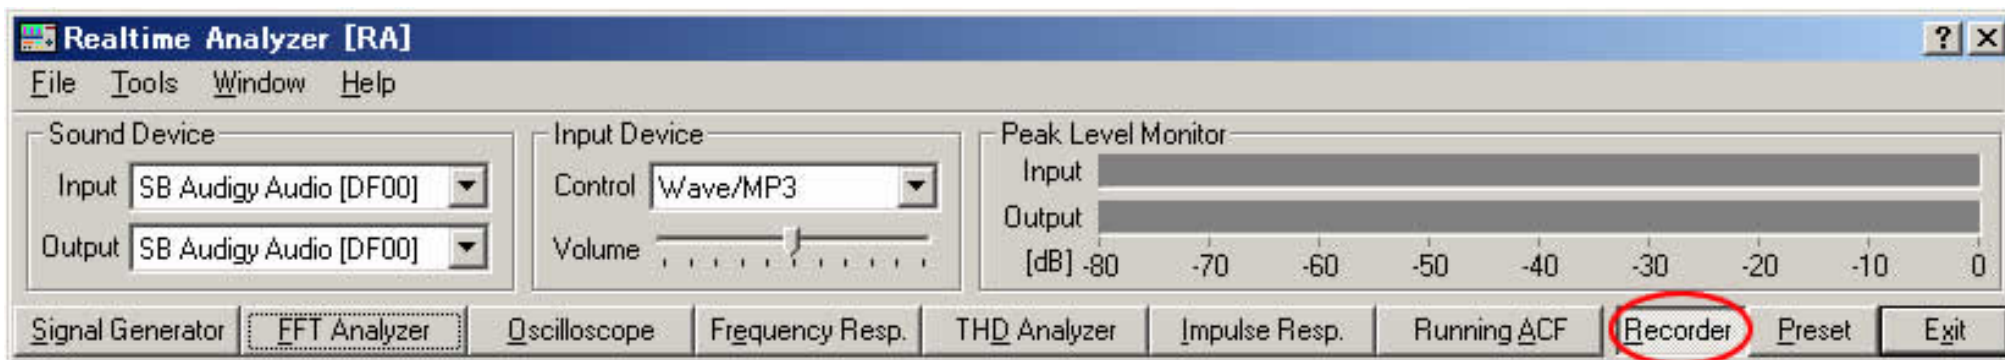 Realtime Analyzer [RA]
File Tools Window Help
Sound Device
Input SB Audigy Audio [DF00]
Output SB Audigy Audio [DF00]
Input Device
Control Wave/MP3
Volume
Peak Level Monitor
Input
Output
[dB] -80 -70 -60 -50 -40 -30 -20 -10 0
Signal Generator FFT Analyzer Oscilloscope Frequency Resp. THD Analyzer Impulse Resp. Running ACF Recorder Preset Exit